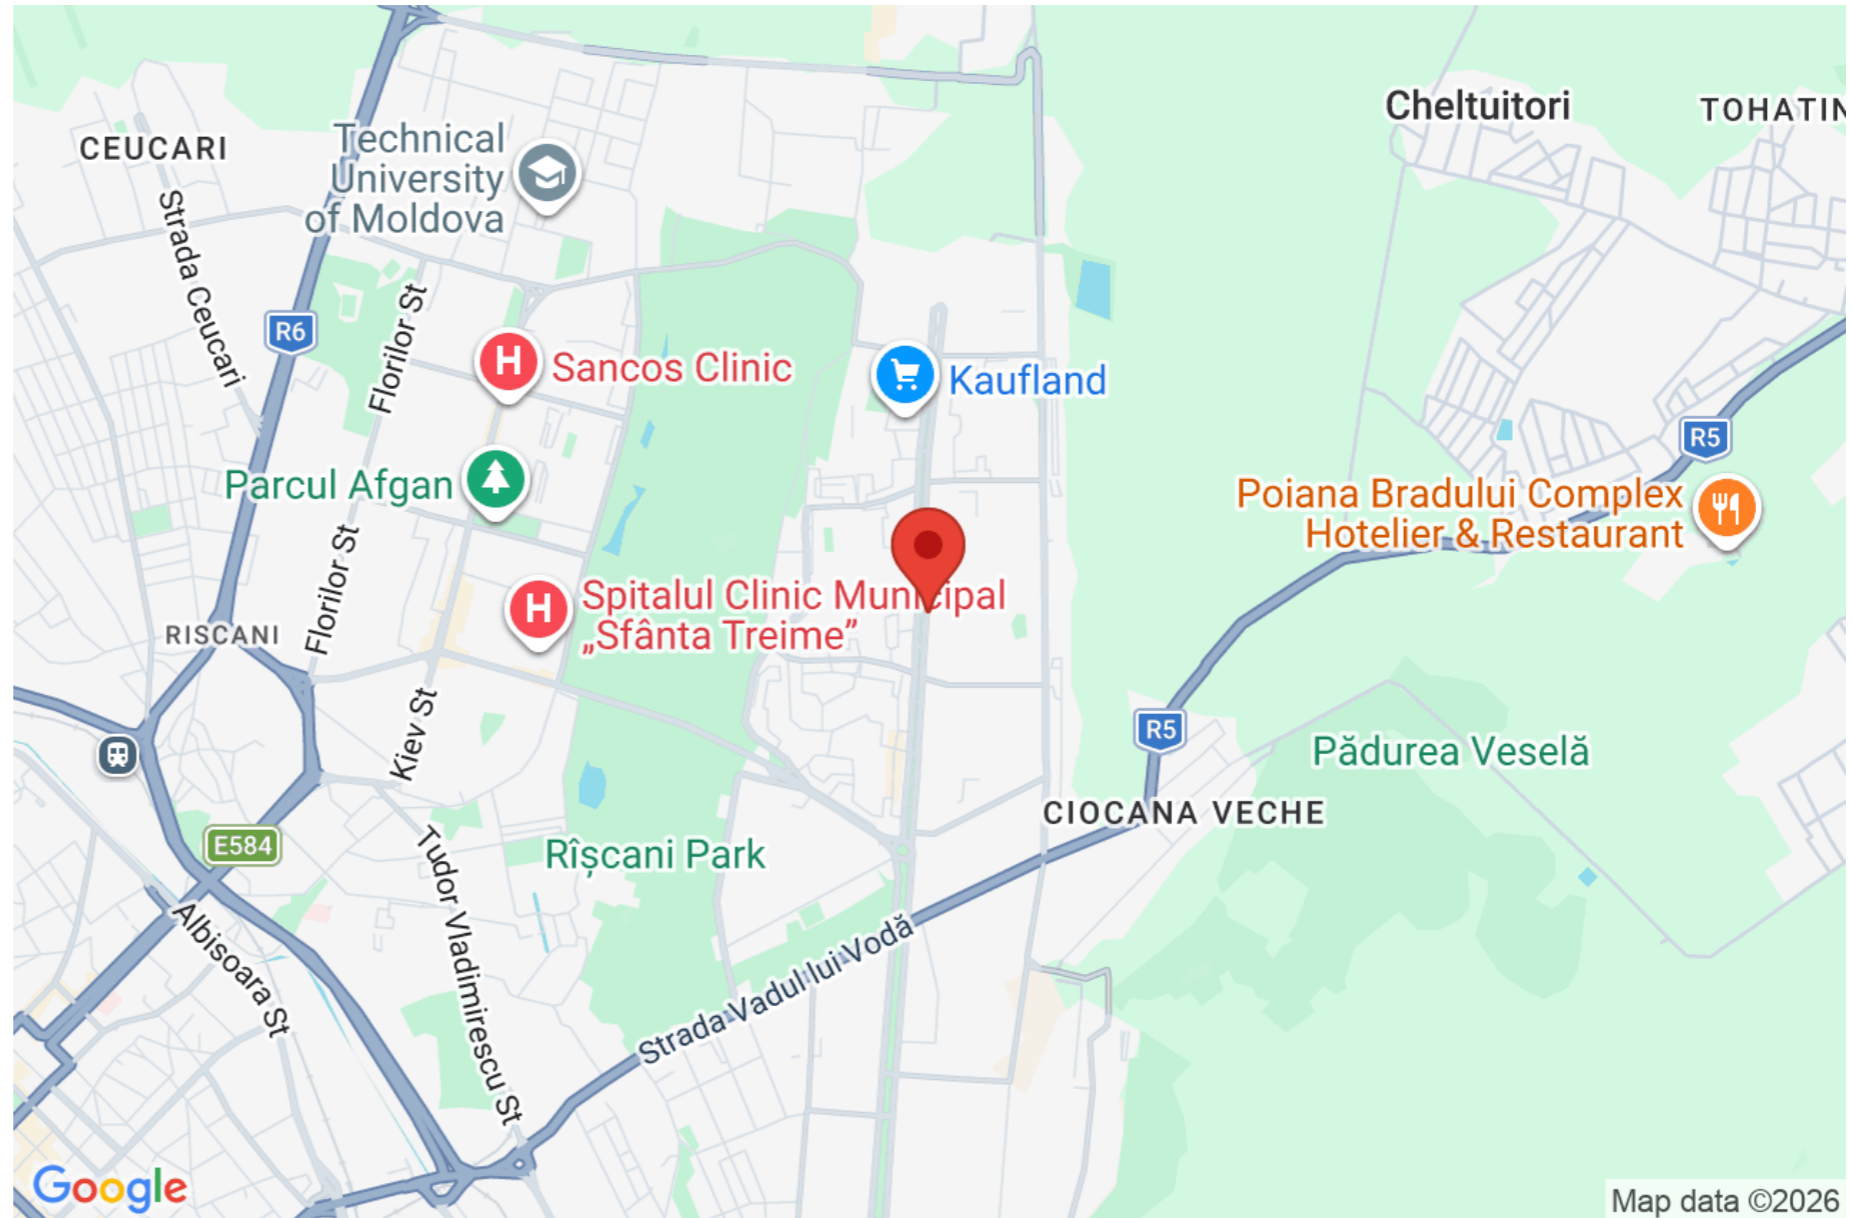 Cheltuitori
TOHATIN
CEUCARI
Technical
University
of Moldova
Strada Ceucari
R6
Florilor St
Sancos Clinic
Kaufland
R5
Parcul Afgan
Poiana Bradului Complex
Hotelier & Restaurant
Florilor St
Spitalul Clinic Municipal
„Sfânta Treime”
RISCANI
Kiev St
R5
Pădurea Veselă
CIOCANA VECHE
E584
Rîșcani Park
Tudor Vladimirescu St
Albisoara St
Strada Vadul lui Vodă
Google
Map data ©2026